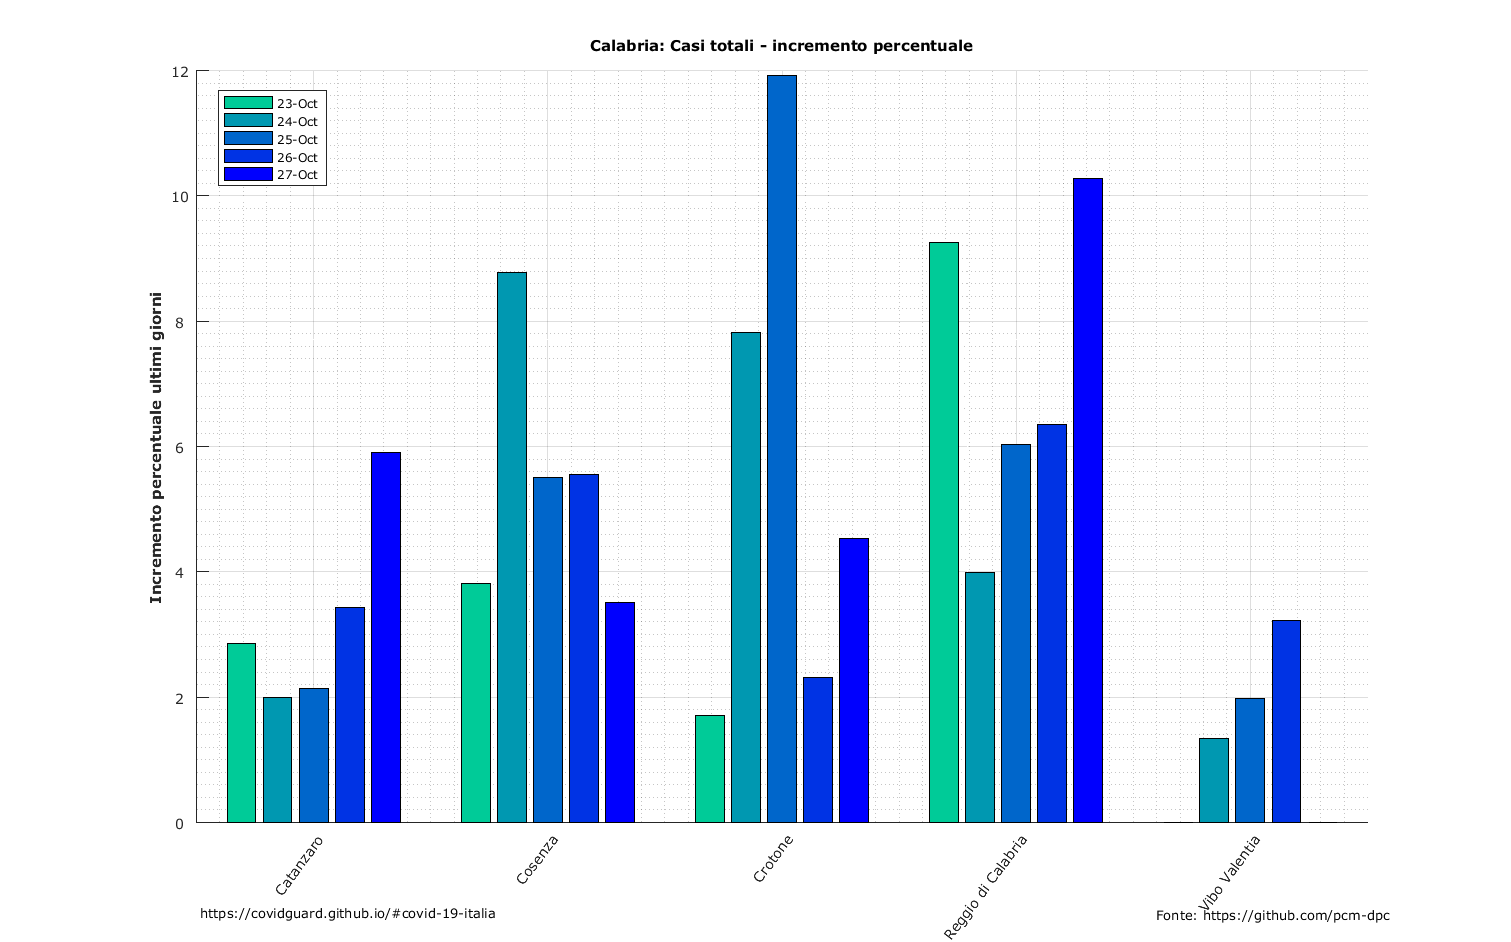 Calabria: Casi totali - incremento percentuale
12
10
8
6
4
2
0
Incremento percentuale ultimi giorni
23-Oct
24-Oct
25-Oct
26-Oct
27-Oct
Catanzaro
Cosenza
Crotone
Reggio di Calabria
Vibo Valentia
https://covidguard.github.io/#covid-19-italia
Fonte: https://github.com/pcm-dpc